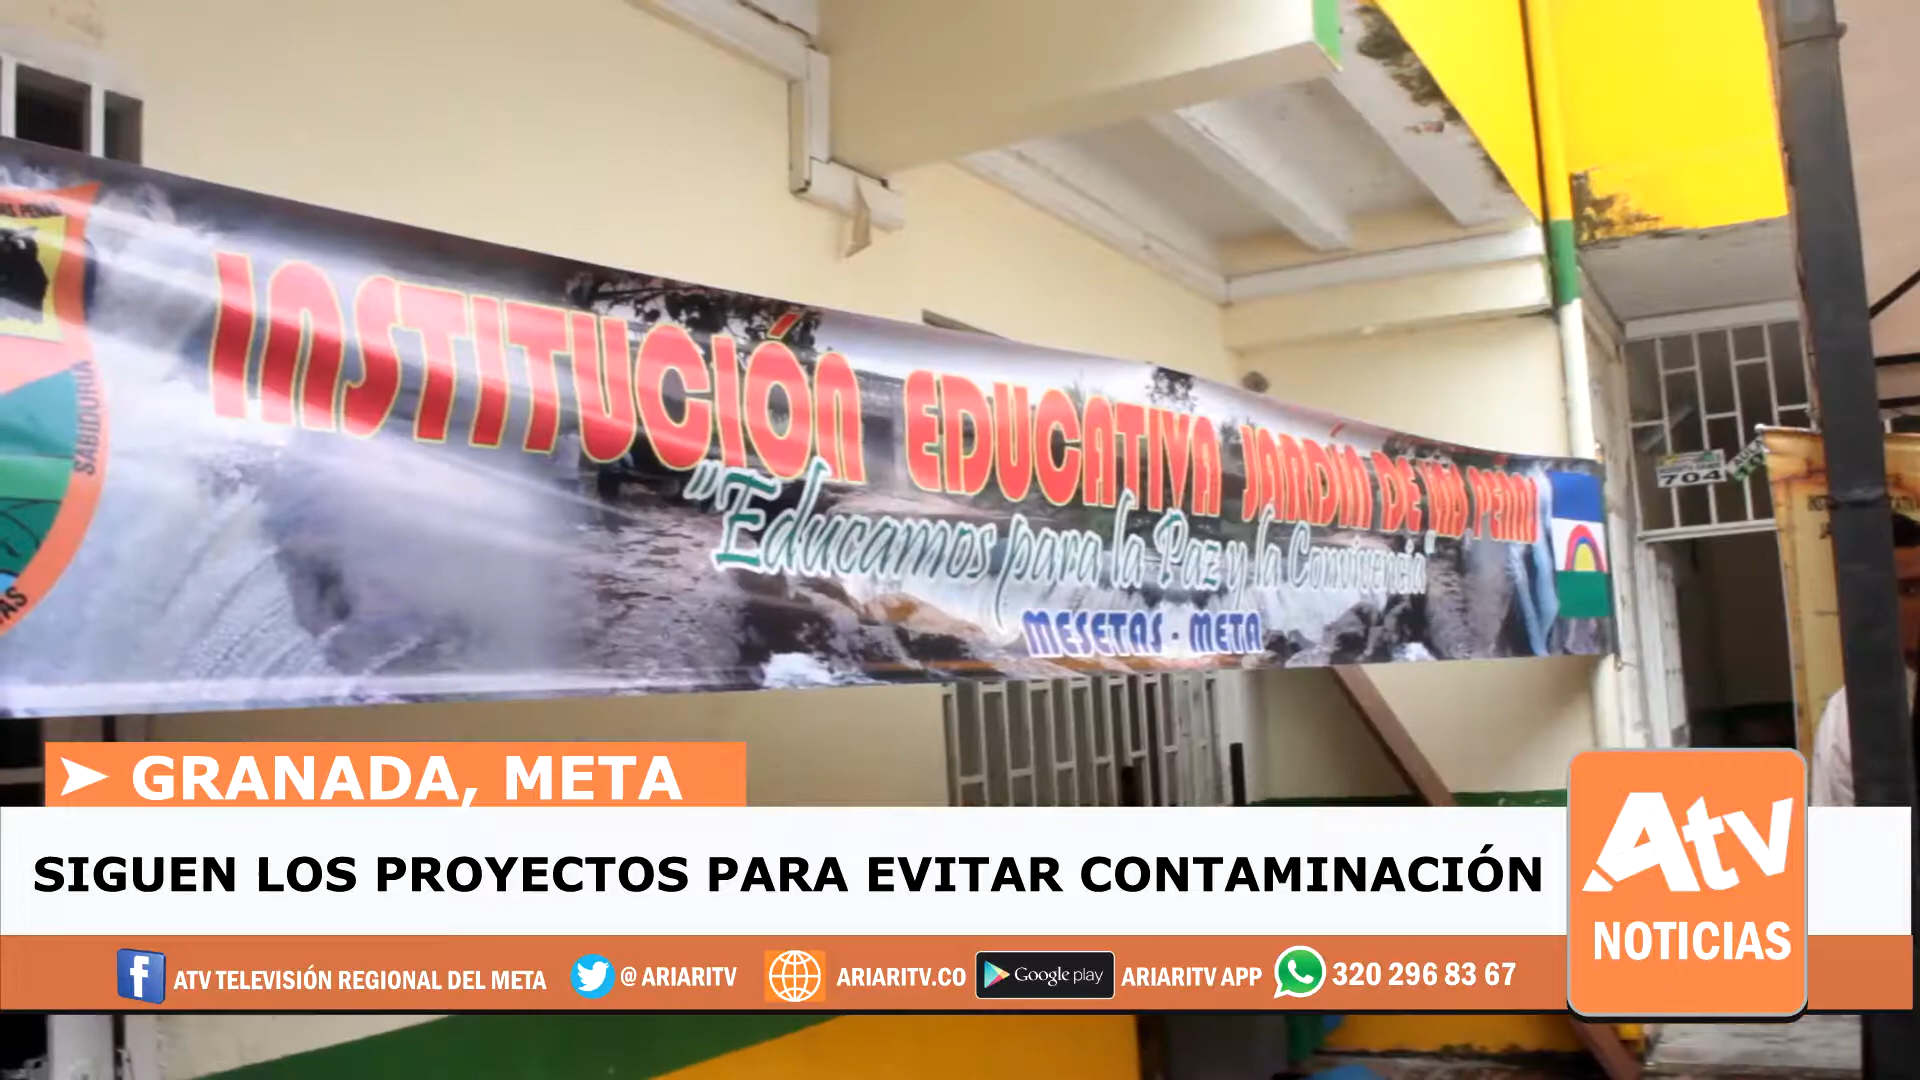 SABIDURIA
INSTITUCIÓN EDUCATIVA JARDÍN DE LAS PEÑAS
"Educamos para la Paz y la Convivencia"
MESETAS - META
704
GRANADA, META
SIGUEN LOS PROYECTOS PARA EVITAR CONTAMINACIÓN
Atv
NOTICIAS
ATV TELEVISIÓN REGIONAL DEL META
@ ARIARITV
ARIARITV.CO
Google play
ARIARITV APP
320 296 83 67